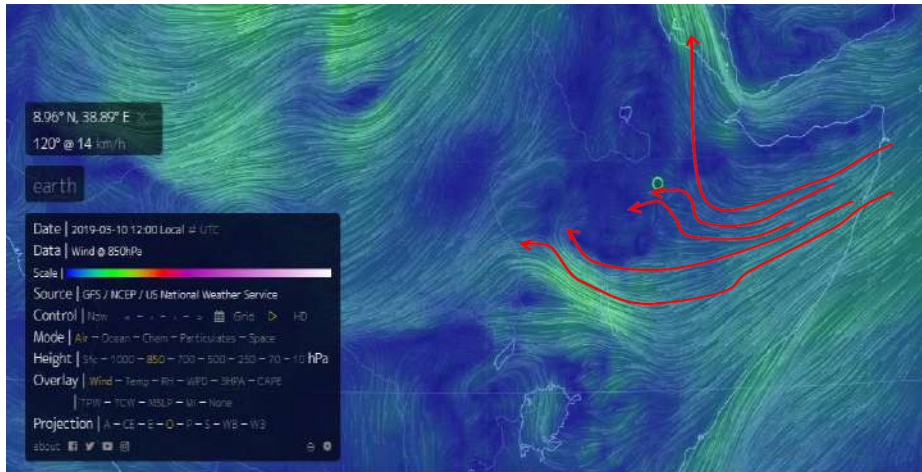 8.96° N, 38.89° E ✕
120° @ 14 km/h
earth
Date | 2019-03-10 12:00 Local ⇄ UTC
Data | Wind @ 850hPa
Scale |
Source | GFS / NCEP / US National Weather Service
Control | Now « – ‹ – › – » Grid ▷ HD
Mode | Air – Ocean – Chem – Particulates – Space
Height | Sfc – 1000 – 850 – 700 – 500 – 250 – 70 – 10 hPa
Overlay | Wind – Temp – RH – WPD – 3HPA – CAPE
| TPW – TCW – MSLP – MI – None
Projection | A – CE – E – O – P – S – WB – W3
about